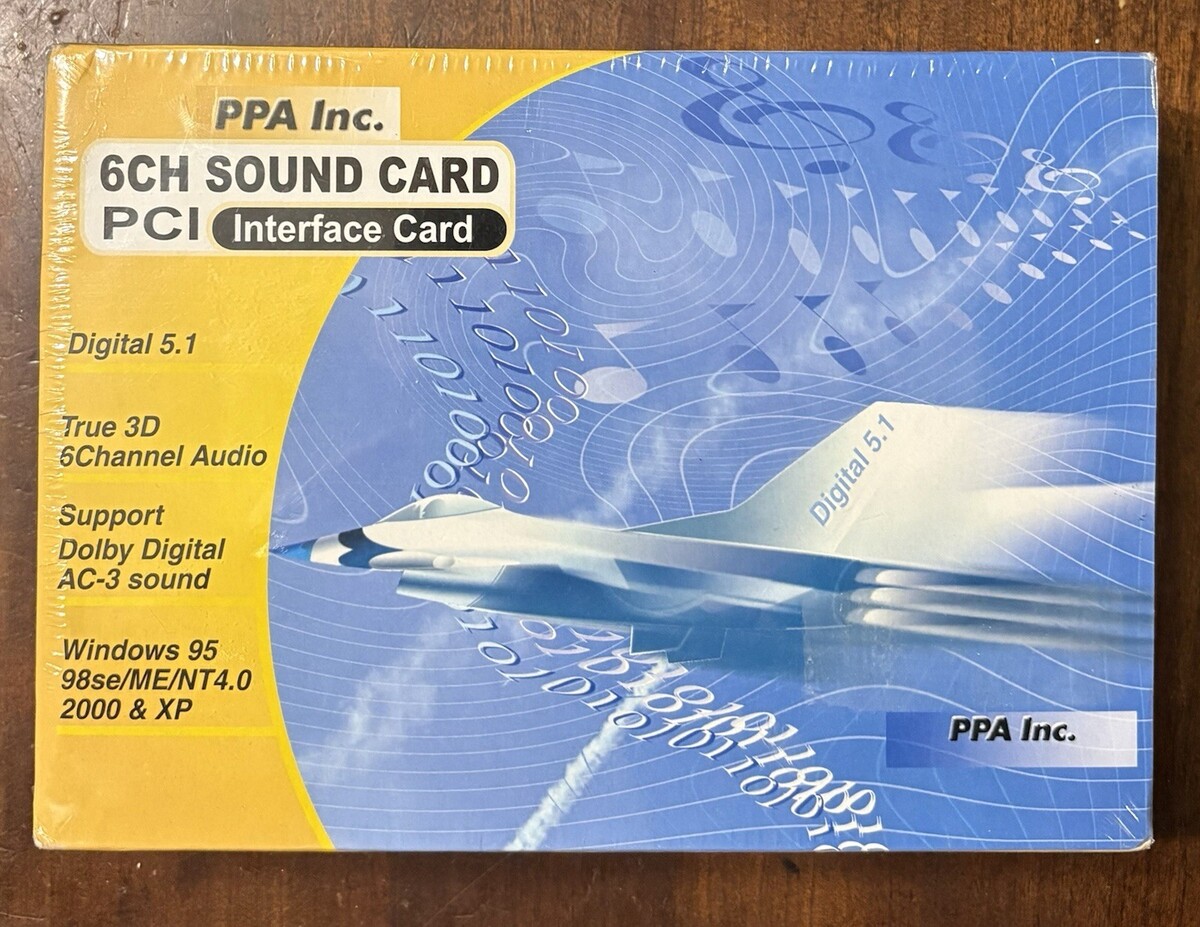 PPA Inc.
6CH SOUND CARD
PCI Interface Card
Digital 5.1
True 3D
6Channel Audio
Support
Dolby Digital
AC-3 sound
Windows 95
98se/ME/NT4.0
2000 & XP
Digital 5.1
PPA Inc.